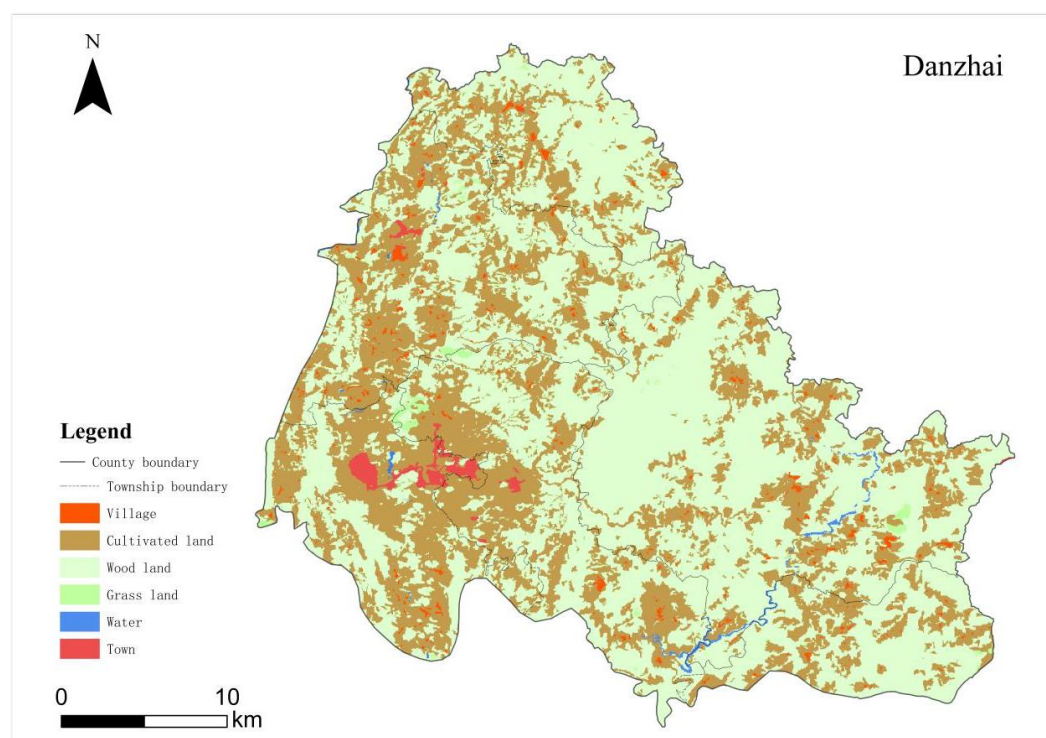 N
Danzhai
Legend
County boundary
Township boundary
Village
Cultivated land
Wood land
Grass land
Water
Town
0 10
km